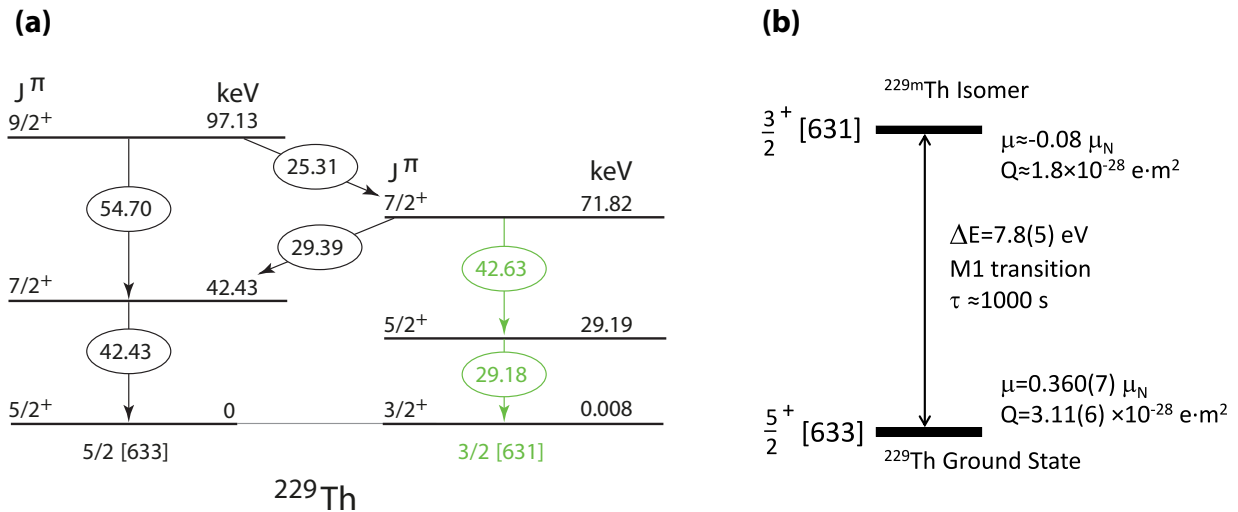 (a)
J π keV
9/2+ 97.13
25.31
J π keV
7/2+ 71.82
54.70
29.39
42.63
7/2+ 42.43
5/2+ 29.19
42.43
29.18
5/2+ 0
3/2+ 0.008
5/2 [633]
3/2 [631]
229Th
(b)
229mTh Isomer
3/2+ [631]
μ≈-0.08 μN
Q≈1.8×10-28 e·m2
ΔE=7.8(5) eV
M1 transition
τ ≈1000 s
μ=0.360(7) μN
Q=3.11(6) ×10-28 e·m2
5/2+ [633]
229Th Ground State